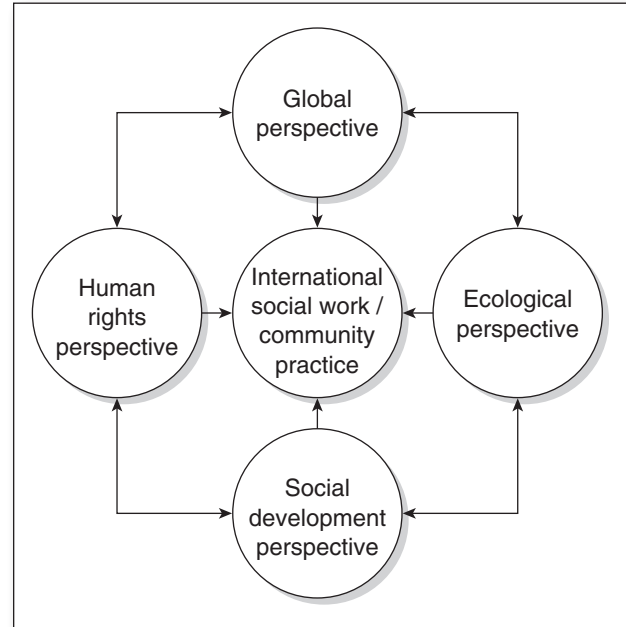 Global
perspective
Human
rights
perspective
International
social work /
community
practice
Ecological
perspective
Social
development
perspective